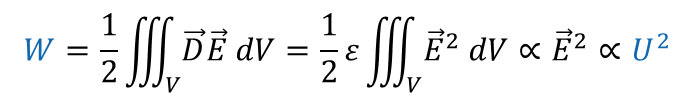 W = 1/2 ∭_V D⃗E⃗ dV = 1/2 ε ∭_V E⃗² dV ∝ E⃗² ∝ U²